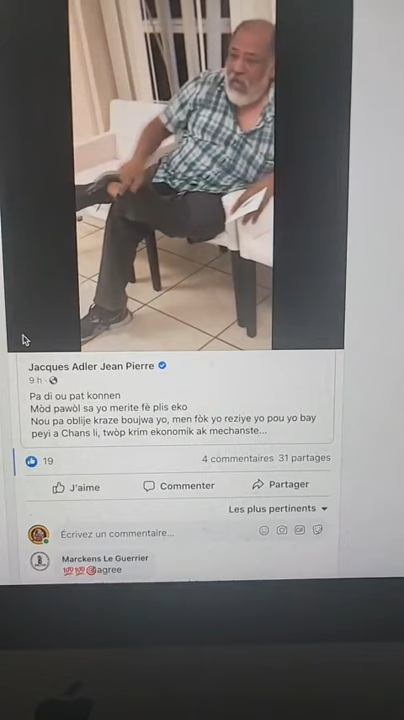 Jacques Adler Jean Pierre
9 h ·
Pa di ou pat konnen
Mòd pawòl sa yo merite fè plis eko
Nou pa oblije kraze boujwa yo, men fòk yo reziye yo pou yo bay
peyi a Chans li, twòp krim ekonomik ak mechanste...
19
4 commentaires 31 partages
J'aime
Commenter
Partager
Les plus pertinents
Écrivez un commentaire...
GIF
Marckens Le Guerrier
💯💯🎯agree